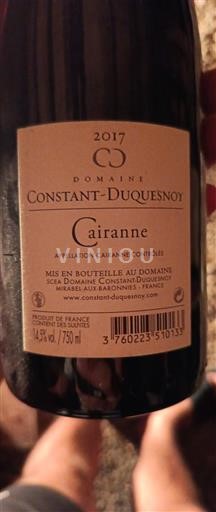 2017
DOMAINE
CONSTANT-DUQUESNOY
Cairanne
VINIOU
APPELLATION CAIRANNE CONTRÔLÉE
MIS EN BOUTEILLE AU DOMAINE
SCEA DOMAINE CONSTANT-DUQUESNOY
MIRABEL-AUX-BARONNIES - FRANCE
www.constant-duquesnoy.com
PRODUIT DE FRANCE
CONTIENT DES SULFITES
14,5% vol. / 750 ml
3 760223 510133